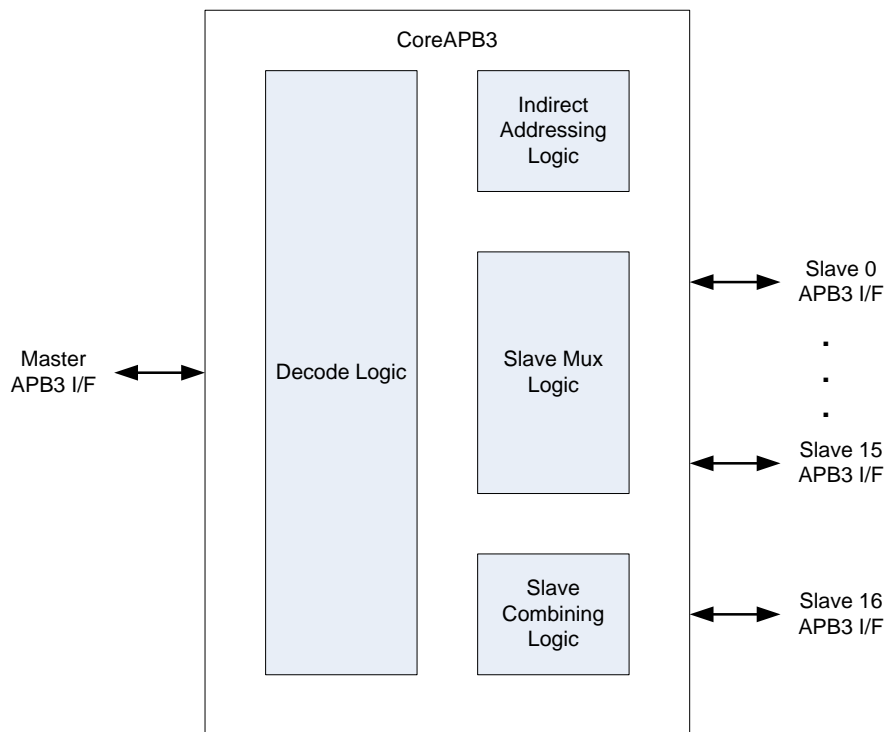 CoreAPB3
Indirect
Addressing
Logic
Decode Logic
Slave Mux
Logic
Slave
Combining
Logic
Master
APB3 I/F
Slave 0
APB3 I/F
.
.
.
Slave 15
APB3 I/F
Slave 16
APB3 I/F